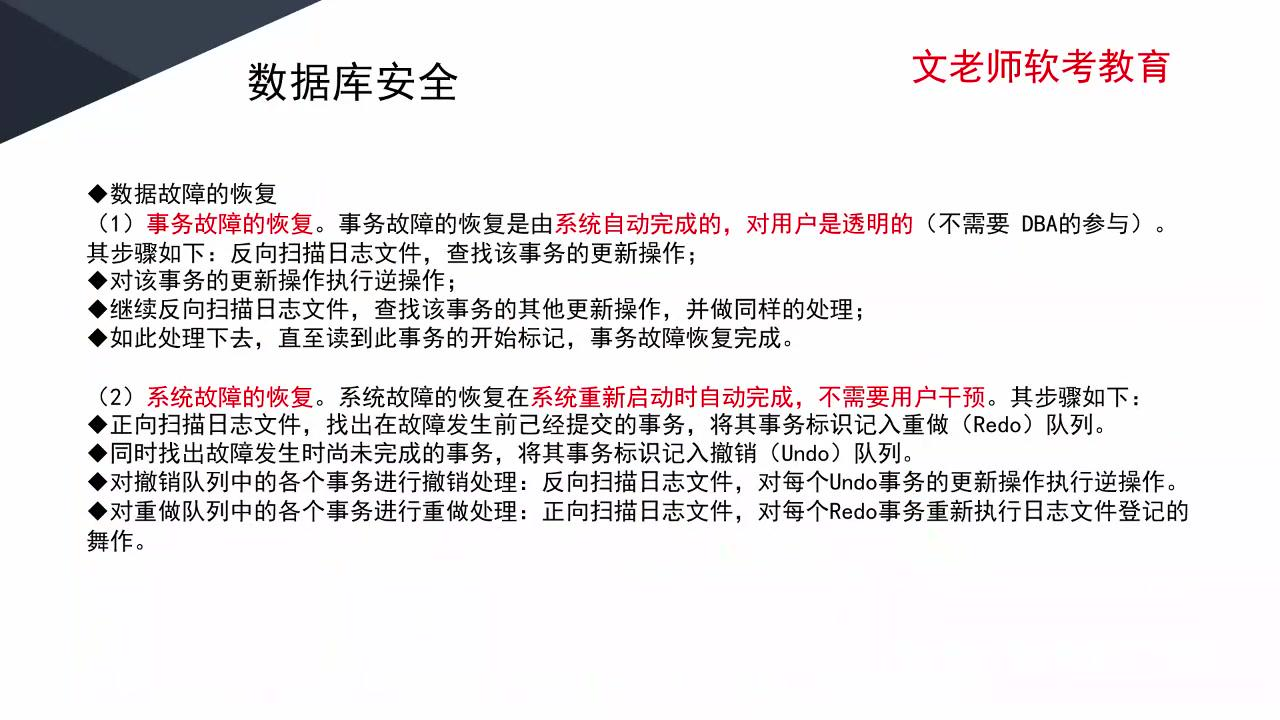 数据库安全
文老师软考教育
◆数据故障的恢复
（1）事务故障的恢复。事务故障的恢复是由系统自动完成的，对用户是透明的（不需要 DBA的参与）。
其步骤如下：反向扫描日志文件，查找该事务的更新操作；
◆对该事务的更新操作执行逆操作；
◆继续反向扫描日志文件，查找该事务的其他更新操作，并做同样的处理；
◆如此处理下去，直至读到此事务的开始标记，事务故障恢复完成。
（2）系统故障的恢复。系统故障的恢复在系统重新启动时自动完成，不需要用户干预。其步骤如下：
◆正向扫描日志文件，找出在故障发生前己经提交的事务，将其事务标识记入重做（Redo）队列。
◆同时找出故障发生时尚未完成的事务，将其事务标识记入撤销（Undo）队列。
◆对撤销队列中的各个事务进行撤销处理：反向扫描日志文件，对每个Undo事务的更新操作执行逆操作。
◆对重做队列中的各个事务进行重做处理：正向扫描日志文件，对每个Redo事务重新执行日志文件登记的
舞作。